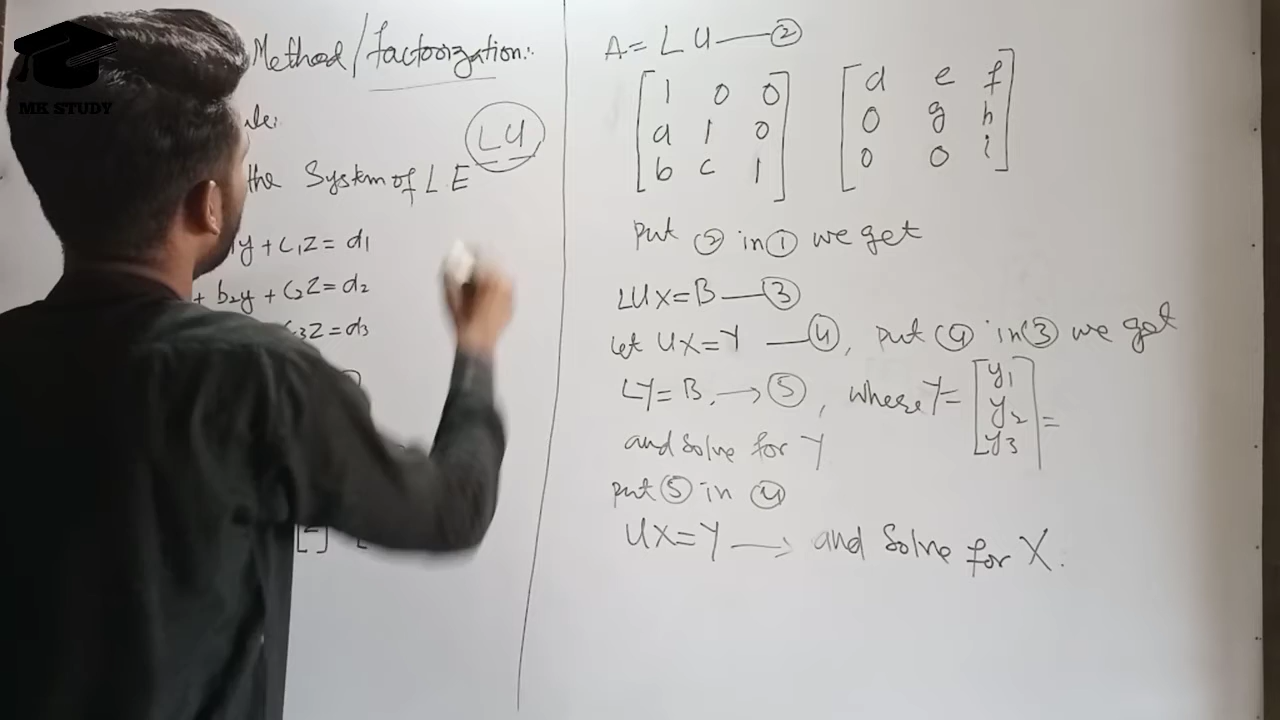 MK STUDY
Method / factoorization:.
LU
the System of L.E
y + C1Z = d1
+ b2y + C2Z = d2
3Z = d3
A = L U — ②
[1 0 0] [d e f]
[a 1 0] [0 g h]
[b c 1] [0 0 i]
put ② in ① we get
LUX = B — ③
let UX = Y — ④, put ④ in ③ we get
LY = B, → ⑤, where Y = [y1 y2 y3] =
and solve for Y
put ⑤ in ④
UX = Y → and Solve for X.